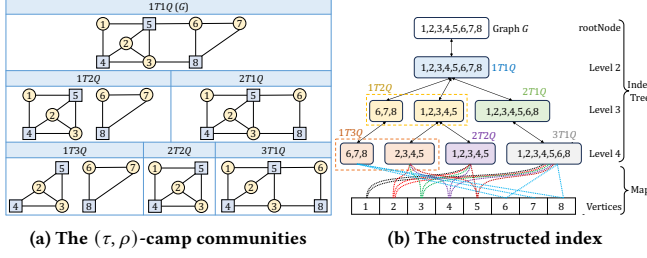 1T1Q (G)
1 5 6 7
2
4 3 8
1T2Q 2T1Q
1 5 6 7 1 5 6
2 2
4 3 8 4 3 8
1T3Q 2T2Q 3T1Q
5 6 7 1 5 1 5 6
2 2 2
4 3 8 4 3 4 3 8
(a) The (τ, ρ)-camp communities
1,2,3,4,5,6,7,8 Graph G rootNode
1,2,3,4,5,6,7,8 1T1Q Level 2
1T2Q 2T1Q
6,7,8 1,2,3,4,5 1,2,3,4,5,6,8 Level 3
Index Tree
1T3Q 2T2Q 3T1Q
6,7,8 2,3,4,5 1,2,3,4,5 1,2,3,4,5,6,8 Level 4
Map
1 2 3 4 5 6 7 8 Vertices
(b) The constructed index